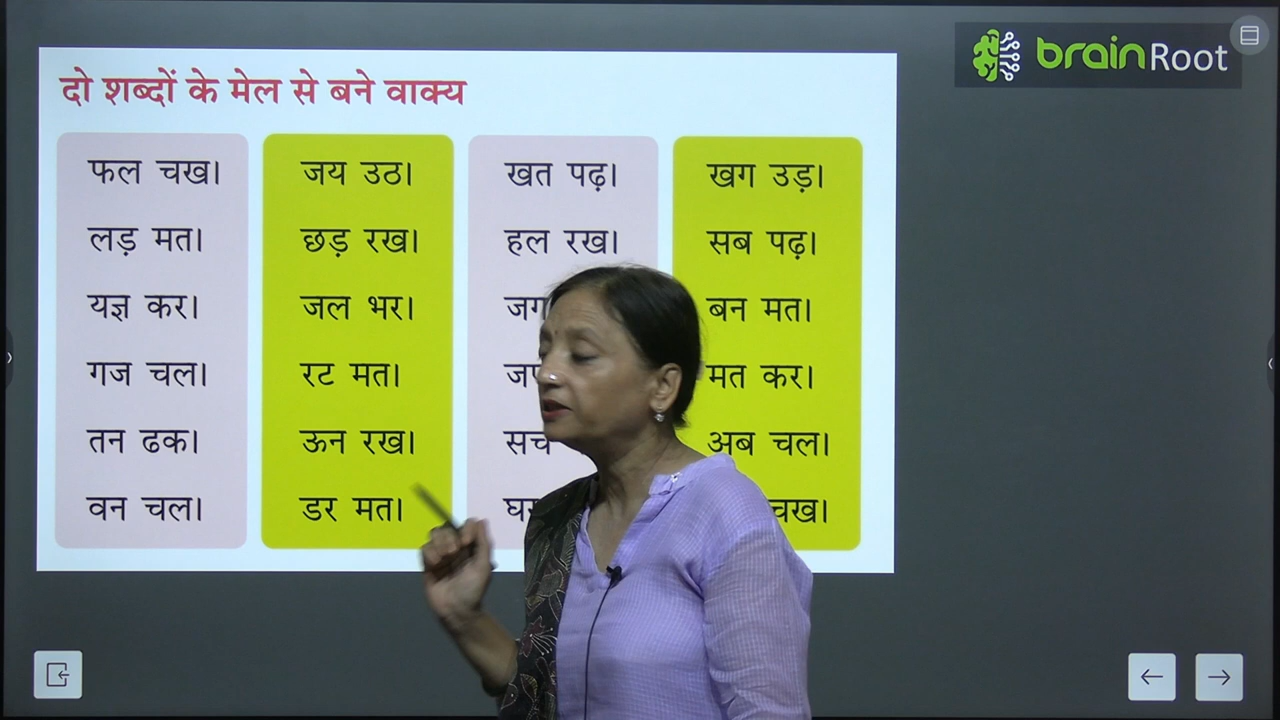 brainRoot
दो शब्दों के मेल से बने वाक्य
फल चख।
लड़ मत।
यज्ञ कर।
गज चल।
तन ढक।
वन चल।
जय उठ।
छड़ रख।
जल भर।
रट मत।
ऊन रख।
डर मत।
खत पढ़।
हल रख।
सच
खग उड़।
सब पढ़।
बन मत।
मत कर।
अब चल।
चख।